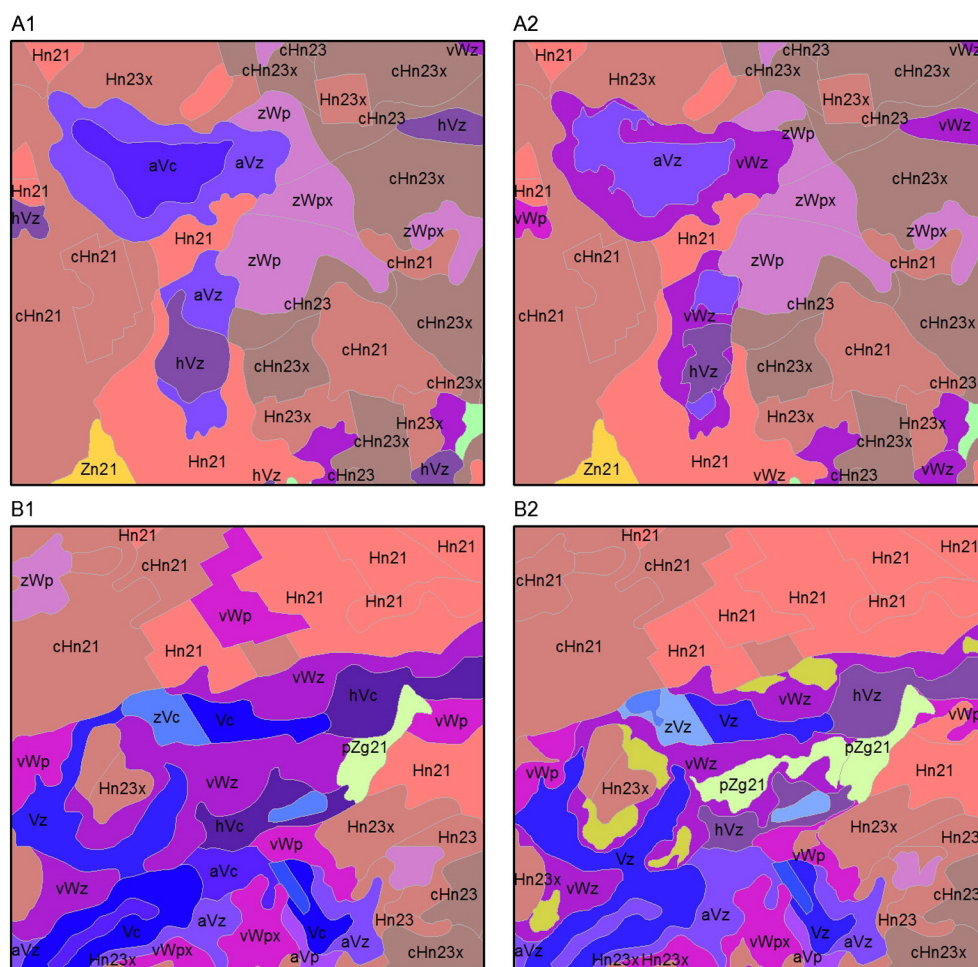 A1
Hn21
Hn23x
cHn23
cHn23x
vWz
cHn23x
Hn23x
cHn23
hVz
zWp
aVc
aVz
cHn23x
Hn21
hVz
zWpx
zWpx
cHn21
Hn21
zWp
cHn21
aVz
cHn21
cHn23
cHn23x
hVz
cHn23x
cHn21
cHn23x
Hn23x
cHn23x
Zn21
Hn21
hVz
cHn23
hVz
A2
Hn21
Hn23x
cHn23
cHn23x
vWz
cHn23x
Hn23x
cHn23
vWz
zWp
aVz
vWz
cHn23x
Hn21
vWp
zWpx
zWpx
cHn21
Hn21
zWp
cHn21
cHn21
cHn23
vWz
cHn23x
hVz
cHn23x
cHn21
cHn23x
Hn23x
cHn23x
Zn21
Hn21
vWz
cHn23
vWz
B1
Hn21
cHn21
zWp
vWp
Hn21
Hn21
Hn21
Hn21
cHn21
Hn21
vWz
hVc
zVc
Vc
vWp
pZg21
vWp
Hn23x
vWz
Hn21
Vz
hVc
vWp
Hn23x
Hn23
vWz
aVc
cHn23
aVz
Vc
aVz
vWpx
Hn23x
Vc
aVz
aVp
Hn23
cHn23x
B2
Hn21
cHn21
zWp
Hn21
Hn21
Hn21
Hn21
cHn21
Hn21
vWz
hVz
zVz
Vz
vWp
pZg21
vWp
Hn23x
vWz
pZg21
Hn21
Vz
hVz
vWp
Hn23x
Hn23
Hn23x
vWz
cHn23
aVz
aVz
Hn23x
Hn23x
vWpx
Vz
aVz
aVp
Hn23
cHn23x